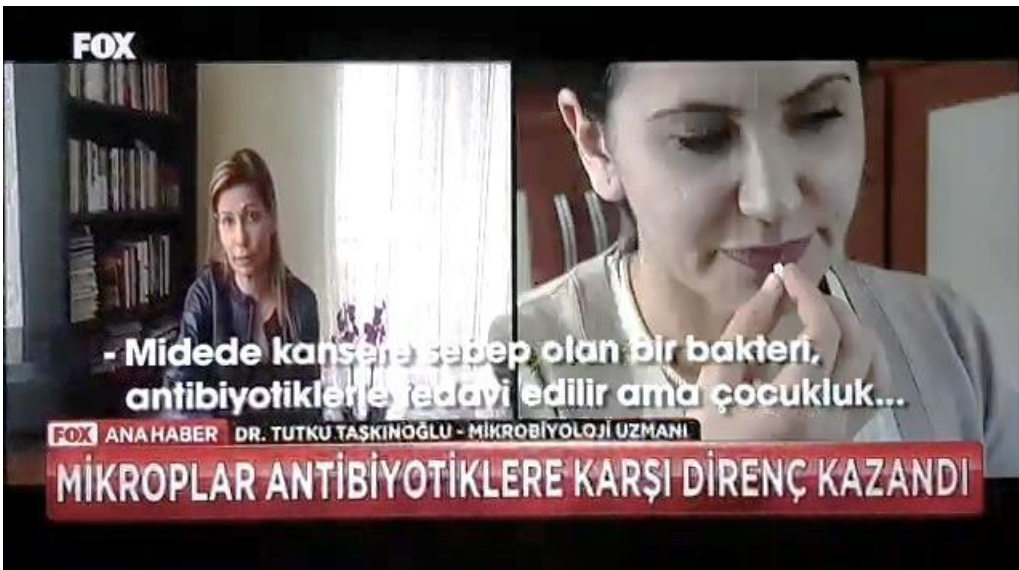 FOX
- Midede kansere sebep olan bir bakteri,
antibiyotiklerle tedavi edilir ama çocukluk...
FOX ANA HABER DR. TUTKU TAŞKINOĞLU - MİKROBİYOLOJİ UZMANI
MİKROPLAR ANTİBİYOTİKLERE KARŞI DİRENÇ KAZANDI